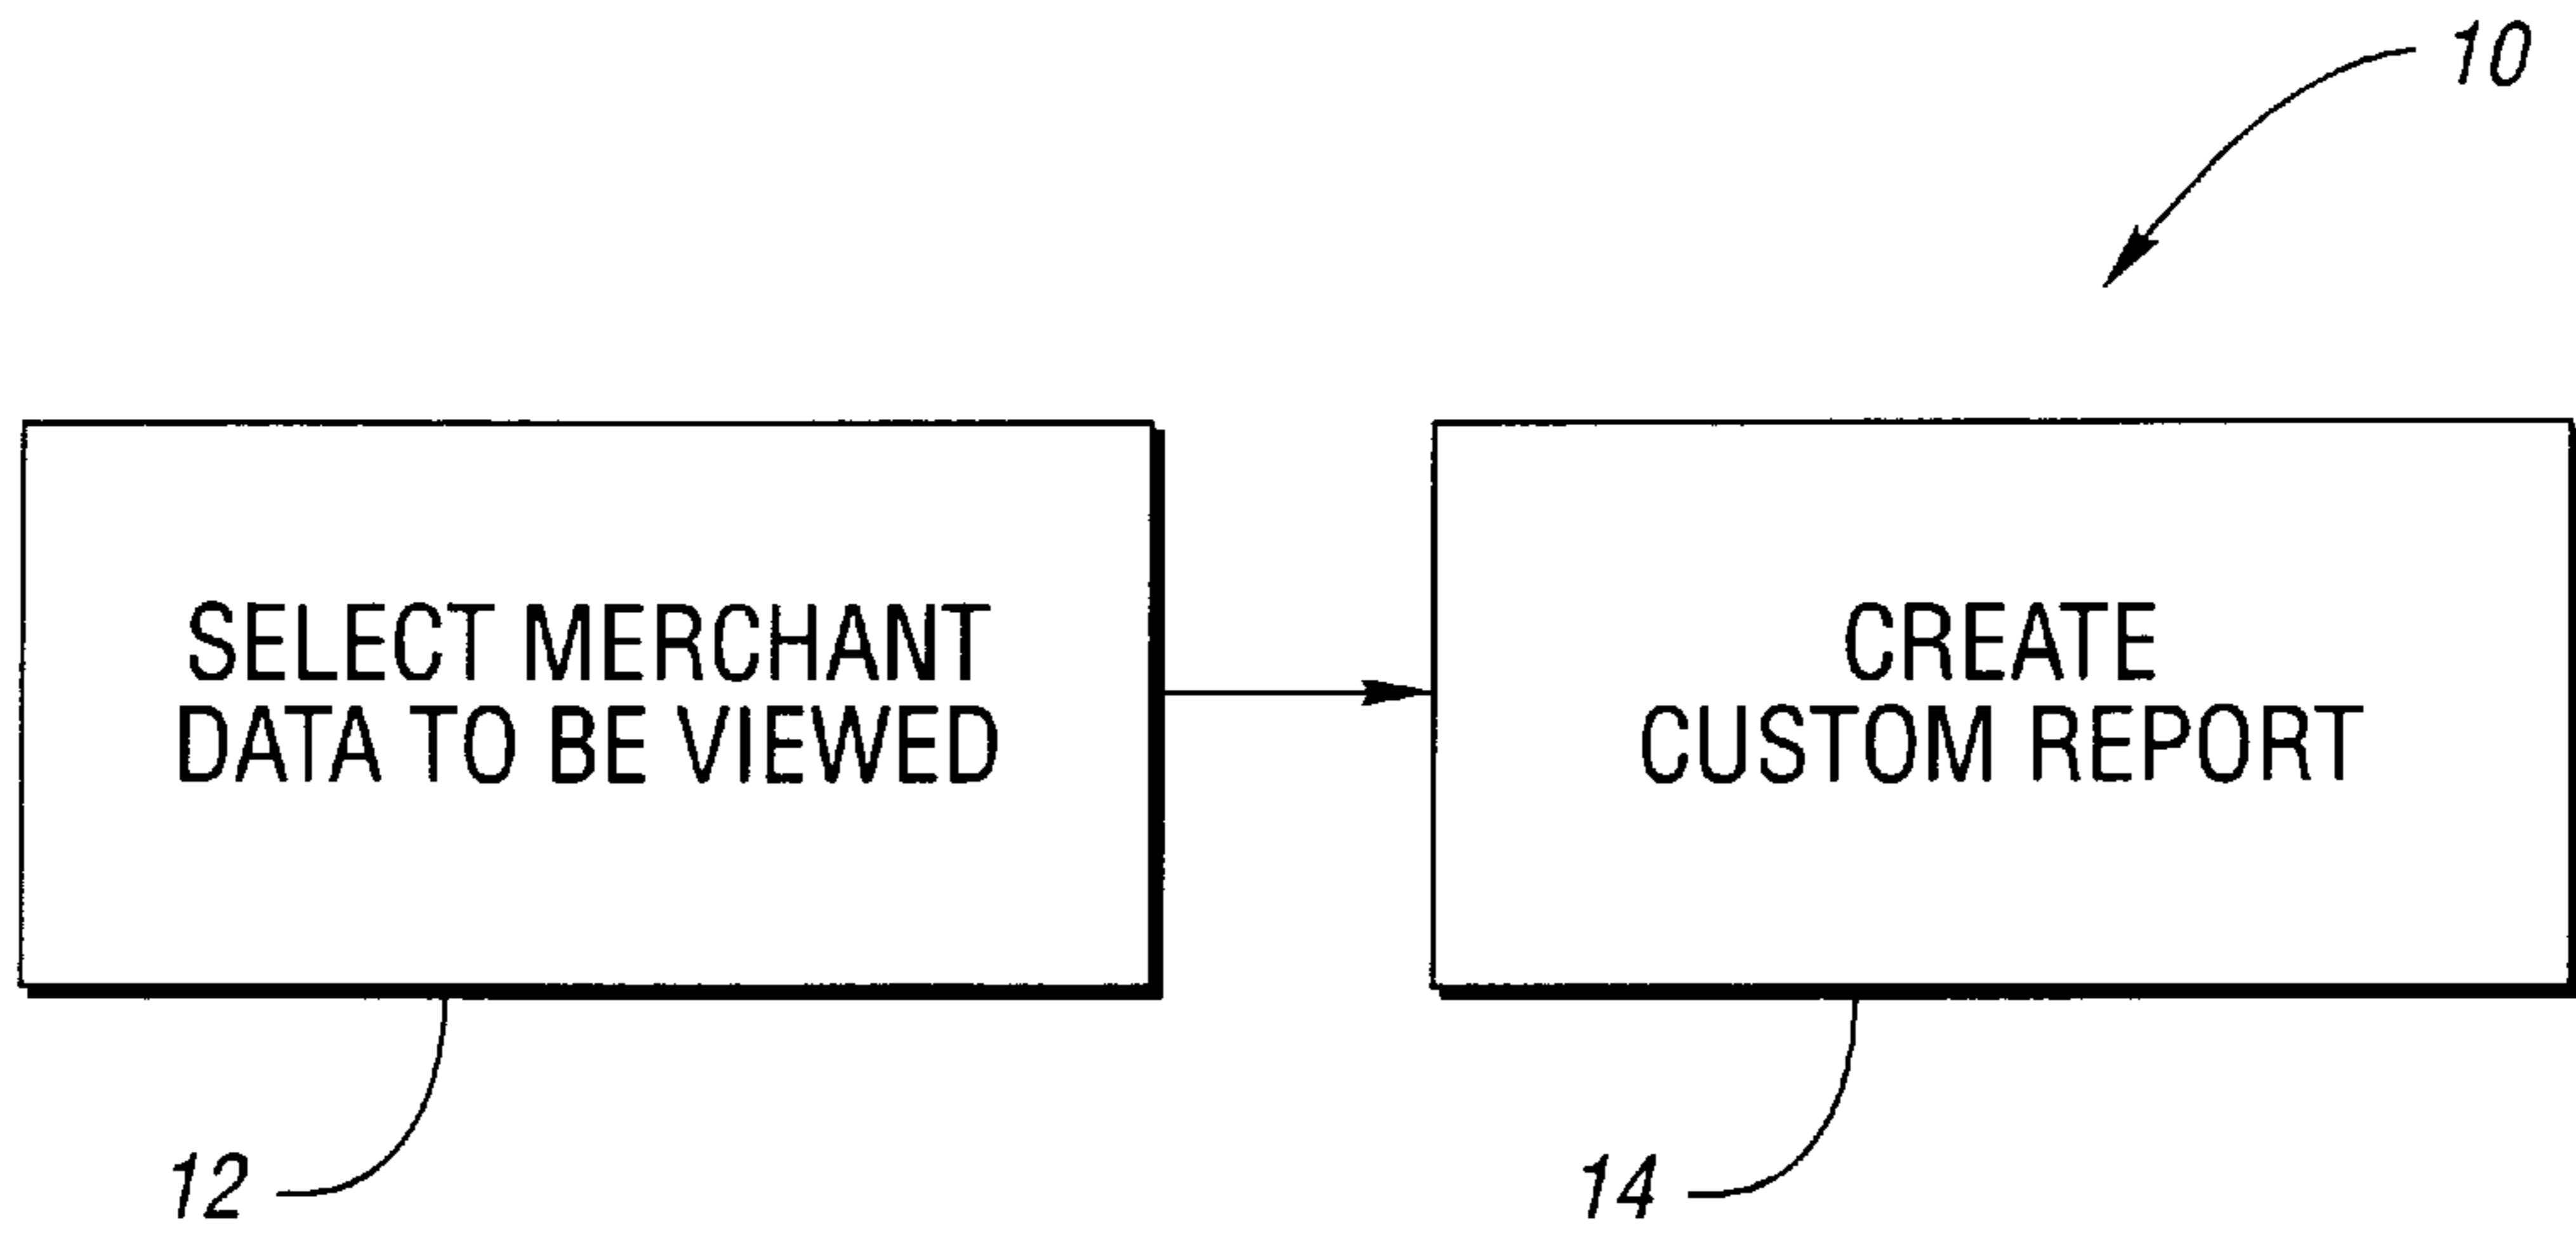 10
SELECT MERCHANT
DATA TO BE VIEWED
CREATE
CUSTOM REPORT
12
14